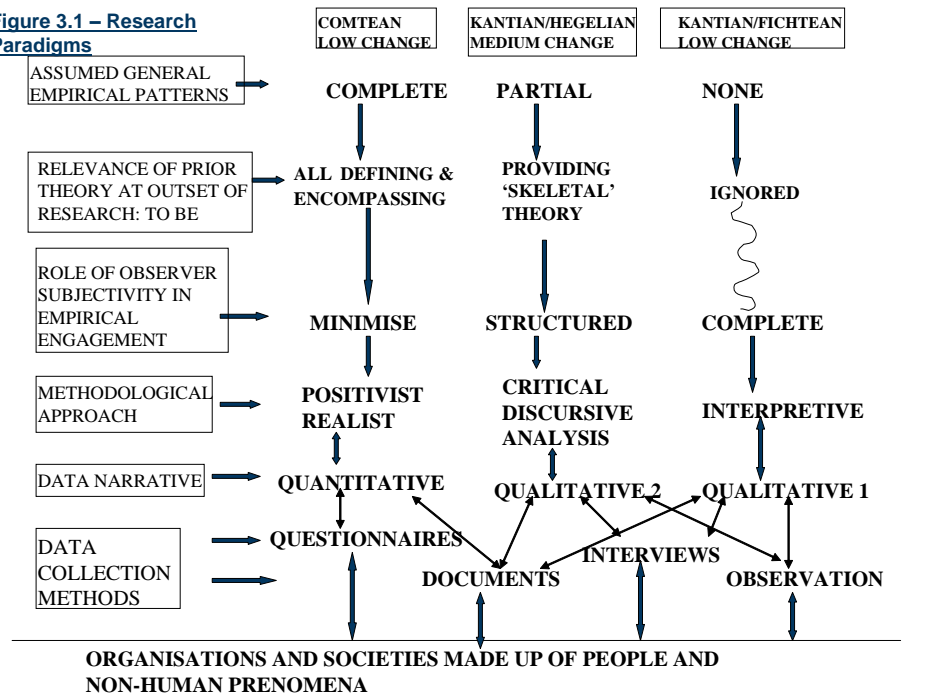 Figure 3.1 – Research
Paradigms
COMTEAN
LOW CHANGE
KANTIAN/HEGELIAN
MEDIUM CHANGE
KANTIAN/FICHTEAN
LOW CHANGE
ASSUMED GENERAL
EMPIRICAL PATTERNS
COMPLETE
PARTIAL
NONE
RELEVANCE OF PRIOR
THEORY AT OUTSET OF
RESEARCH: TO BE
ALL DEFINING &
ENCOMPASSING
PROVIDING
‘SKELETAL’
THEORY
IGNORED
ROLE OF OBSERVER
SUBJECTIVITY IN
EMPIRICAL
ENGAGEMENT
MINIMISE
STRUCTURED
COMPLETE
METHODOLOGICAL
APPROACH
POSITIVIST
REALIST
CRITICAL
DISCURSIVE
ANALYSIS
INTERPRETIVE
DATA NARRATIVE
QUANTITATIVE
QUALITATIVE 2
QUALITATIVE 1
DATA
COLLECTION
METHODS
QUESTIONNAIRES
DOCUMENTS
INTERVIEWS
OBSERVATION
ORGANISATIONS AND SOCIETIES MADE UP OF PEOPLE AND
NON-HUMAN PRENOMENA